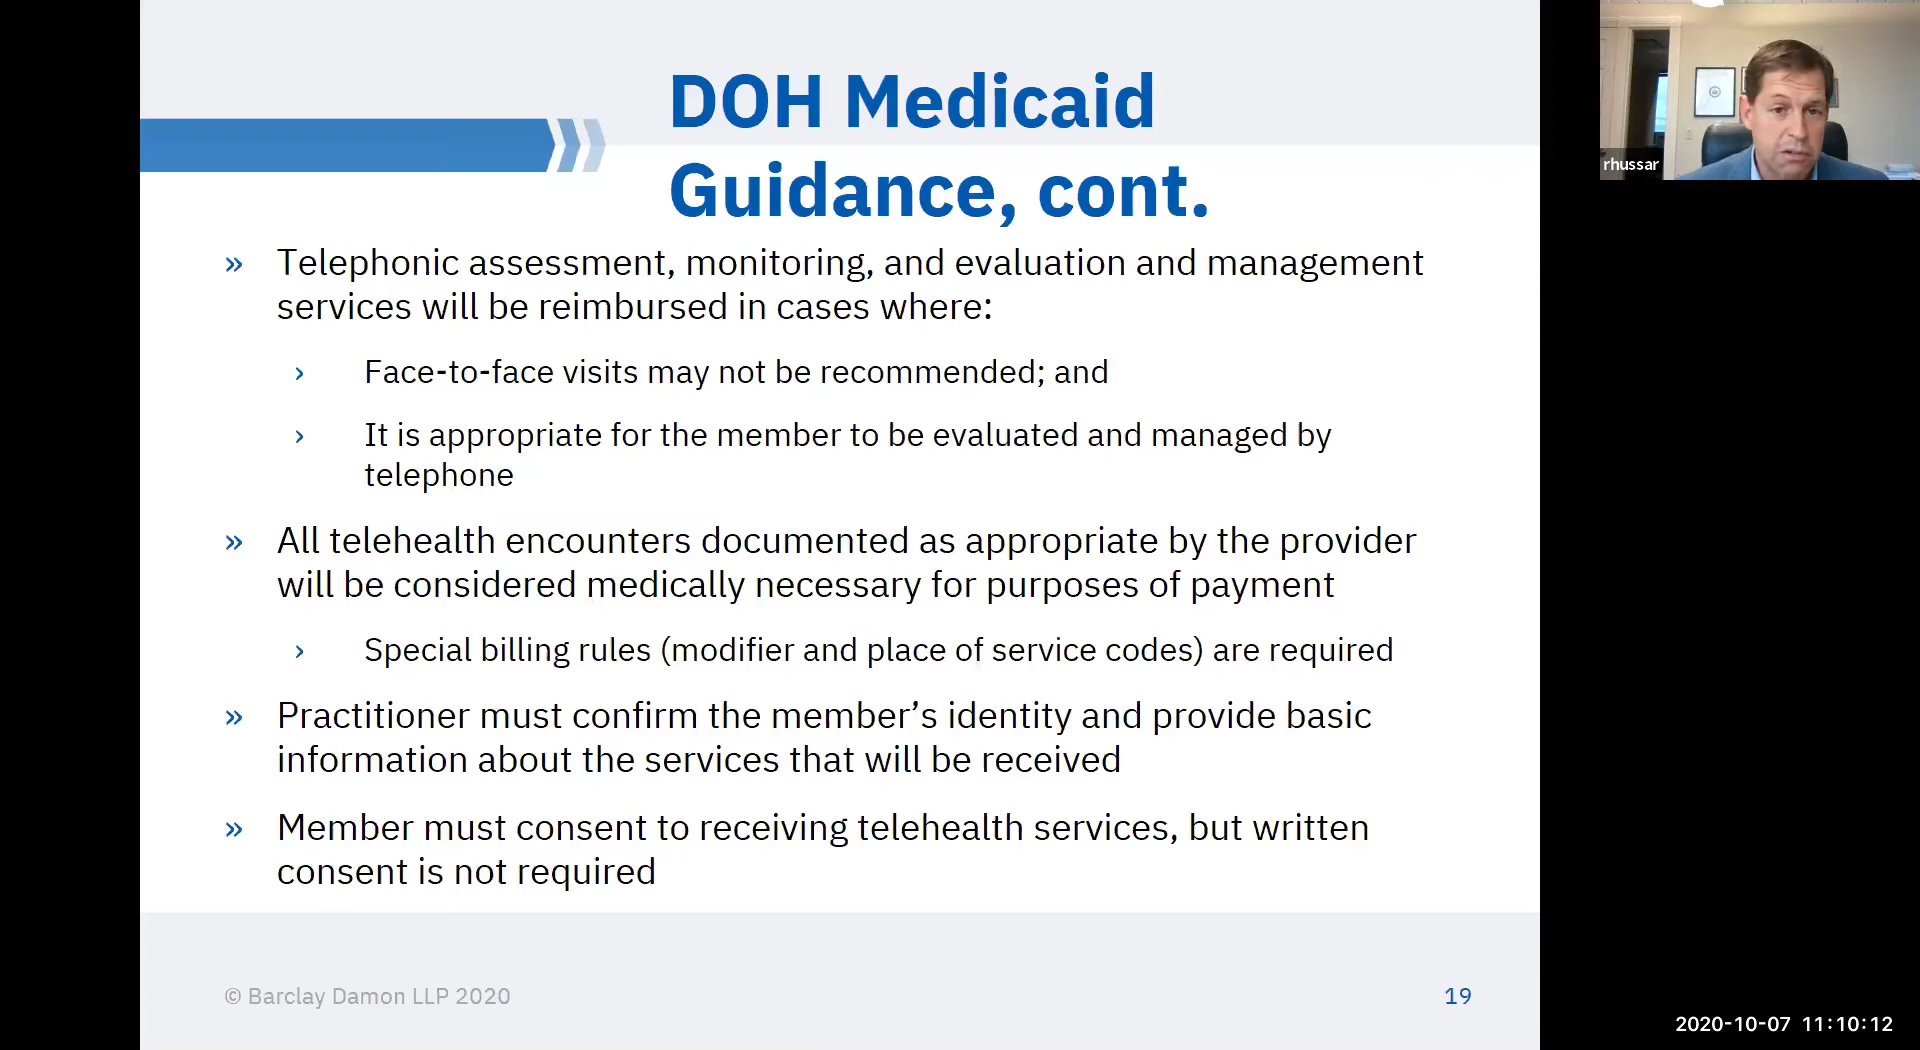 DOH Medicaid
Guidance, cont.
» Telephonic assessment, monitoring, and evaluation and management
services will be reimbursed in cases where:
› Face-to-face visits may not be recommended; and
› It is appropriate for the member to be evaluated and managed by
telephone
» All telehealth encounters documented as appropriate by the provider
will be considered medically necessary for purposes of payment
› Special billing rules (modifier and place of service codes) are required
» Practitioner must confirm the member’s identity and provide basic
information about the services that will be received
» Member must consent to receiving telehealth services, but written
consent is not required
© Barclay Damon LLP 2020
19
rhussar
2020-10-07 11:10:12